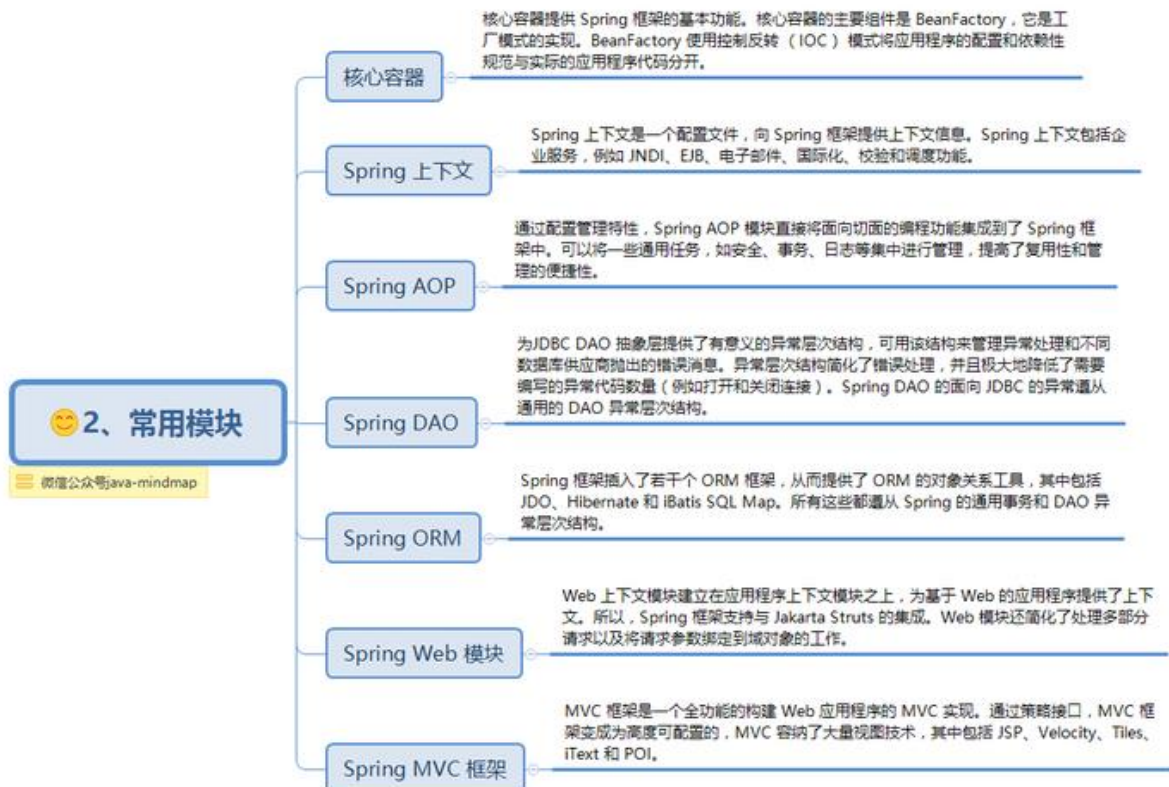 2、常用模块
微信公众号java-mindmap
核心容器
核心容器提供 Spring 框架的基本功能。核心容器的主要组件是 BeanFactory，它是工
厂模式的实现。BeanFactory 使用控制反转 （IOC） 模式将应用程序的配置和依赖性
规范与实际的应用程序代码分开。
Spring 上下文
Spring 上下文是一个配置文件，向 Spring 框架提供上下文信息。Spring 上下文包括企
业服务，例如 JNDI、EJB、电子邮件、国际化、校验和调度功能。
Spring AOP
通过配置管理特性，Spring AOP 模块直接将面向切面的编程功能集成到了 Spring 框
架中。可以将一些通用任务，如安全、事务、日志等集中进行管理，提高了复用性和管
理的便捷性。
Spring DAO
为JDBC DAO 抽象层提供了有意义的异常层次结构，可用该结构来管理异常处理和不同
数据库供应商抛出的错误消息。异常层次结构简化了错误处理，并且极大地降低了需要
编写的异常代码数量（例如打开和关闭连接）。Spring DAO 的面向 JDBC 的异常遵从
通用的 DAO 异常层次结构。
Spring ORM
Spring 框架插入了若干个 ORM 框架，从而提供了 ORM 的对象关系工具，其中包括
JDO、Hibernate 和 iBatis SQL Map。所有这些都遵从 Spring 的通用事务和 DAO 异
常层次结构。
Spring Web 模块
Web 上下文模块建立在应用程序上下文模块之上，为基于 Web 的应用程序提供了上下
文。所以，Spring 框架支持与 Jakarta Struts 的集成。Web 模块还简化了处理多部分
请求以及将请求参数绑定到域对象的工作。
Spring MVC 框架
MVC 框架是一个全功能的构建 Web 应用程序的 MVC 实现。通过策略接口，MVC 框
架变成为高度可配置的，MVC 容纳了大量视图技术，其中包括 JSP、Velocity、Tiles、
iText 和 POI。